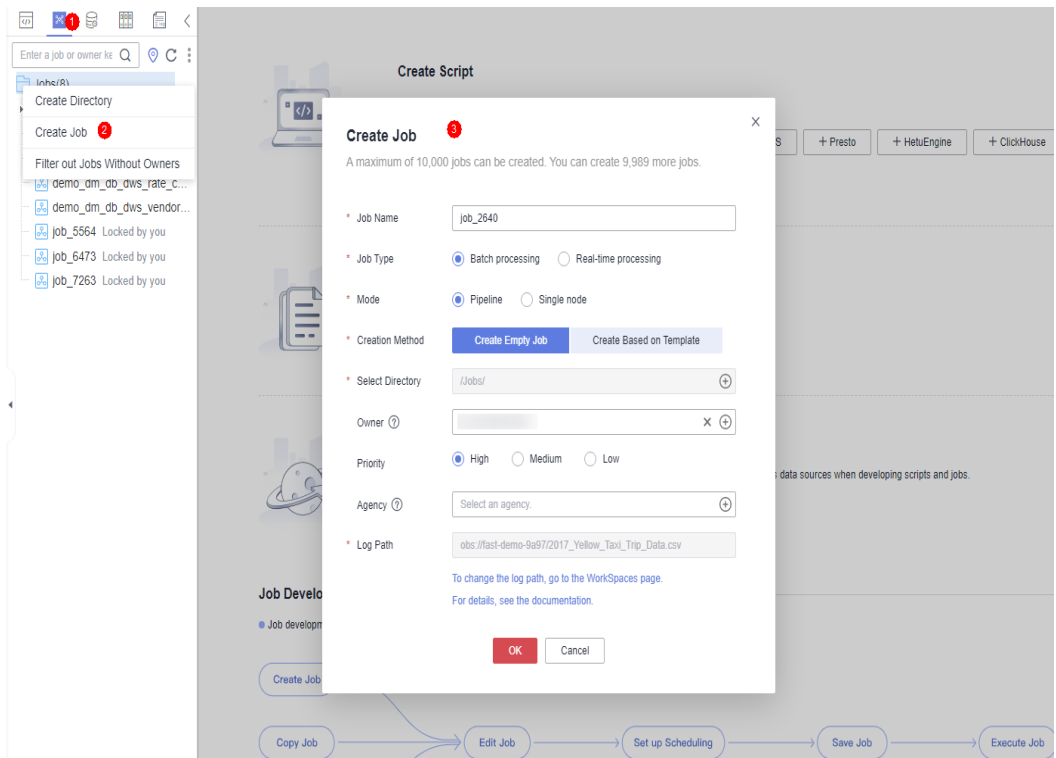 1
Enter a job or owner ke
Jobs(8)
Create Directory
Create Job 2
Filter out Jobs Without Owners
demo_dm_db_dws_rate_c...
demo_dm_db_dws_vendor...
job_5564 Locked by you
job_6473 Locked by you
job_7263 Locked by you
Create Script
</>
S
+ Presto
+ HetuEngine
+ ClickHouse
Create Job 3
A maximum of 10,000 jobs can be created. You can create 9,989 more jobs.
* Job Name job_2640
* Job Type Batch processing Real-time processing
* Mode Pipeline Single node
* Creation Method Create Empty Job Create Based on Template
* Select Directory /Jobs/
Owner
Priority High Medium Low
Agency Select an agency.
* Log Path obs://fast-demo-9a97/2017_Yellow_Taxi_Trip_Data.csv
To change the log path, go to the WorkSpaces page.
For details, see the documentation.
OK Cancel
data sources when developing scripts and jobs.
Job Develo
Job developm
Create Job
Copy Job
Edit Job
Set up Scheduling
Save Job
Execute Job